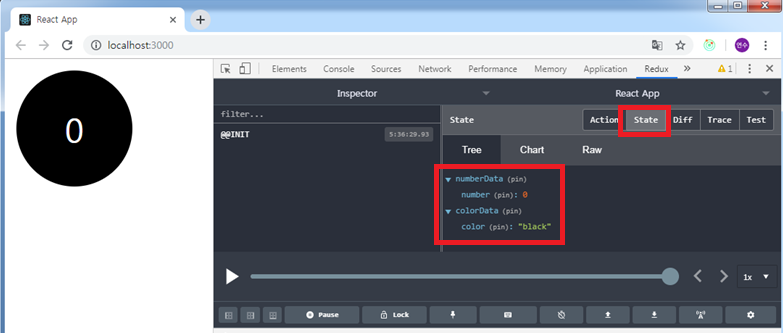 React App
localhost:3000
연수
0
Elements Console Sources Network Performance Memory Application Redux » 1
Inspector React App
filter...
@@INIT 5:38:29.93
State Action State Diff Trace Test
Tree Chart Raw
numberData (pin)
number (pin): 0
colorData (pin)
color (pin): "black"
1x
Pause Lock